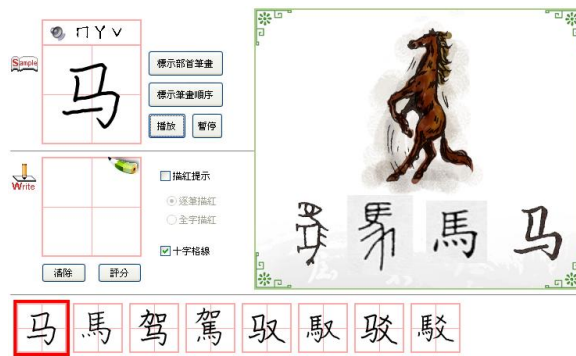 ㄇㄚˇ
Sample
马
標示部首筆畫
標示筆畫順序
播放
暫停
Write
描紅提示
逐筆描紅
全字描紅
十字格線
清除
評分
馬
马
马 馬 驾 駕 驭 馭 驳 駁